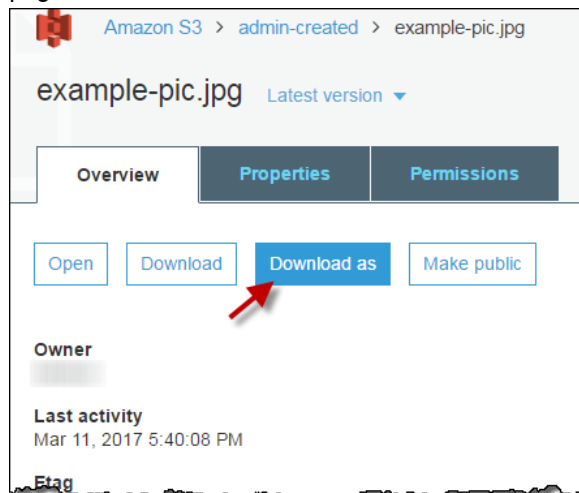 Amazon S3 > admin-created > example-pic.jpg
example-pic.jpg Latest version
Overview Properties Permissions
Open Download Download as Make public
Owner
Last activity
Mar 11, 2017 5:40:08 PM
Etag